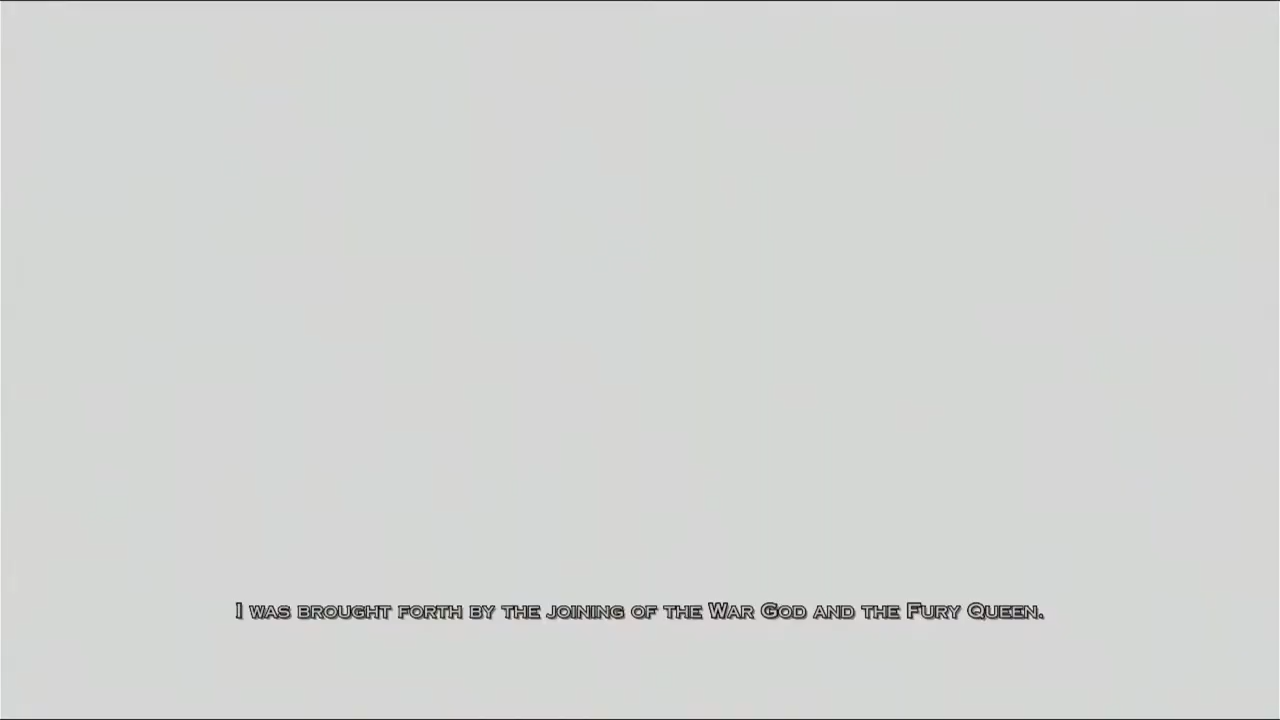 I was brought forth by the joining of the War God and the Fury Queen.